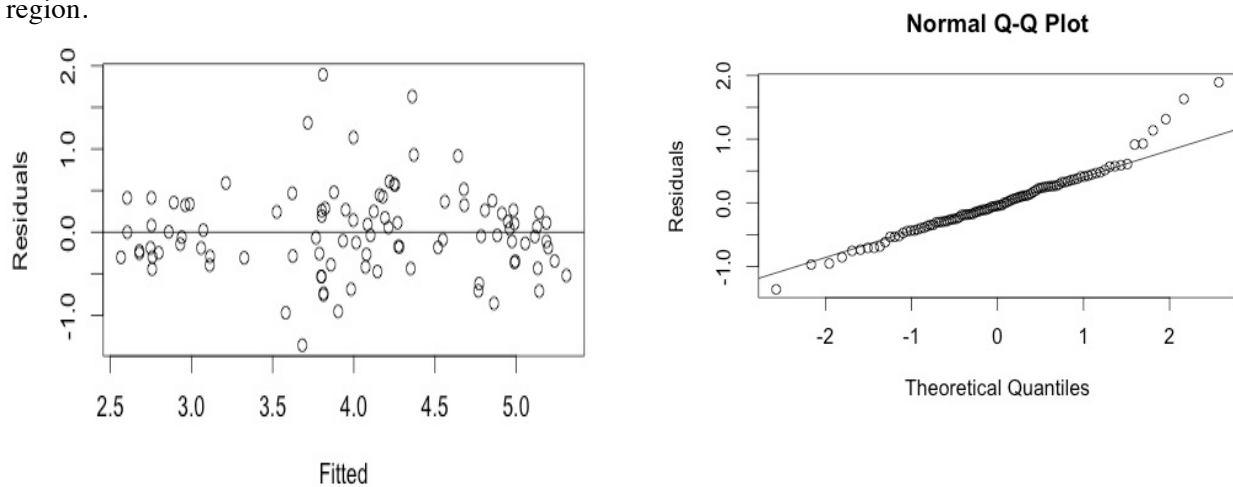 region.
Normal Q-Q Plot
2.0
1.0
0.0
-1.0
Residuals
2.5 3.0 3.5 4.0 4.5 5.0
Fitted
2.0
1.0
0.0
-1.0
Residuals
-2 -1 0 1 2
Theoretical Quantiles